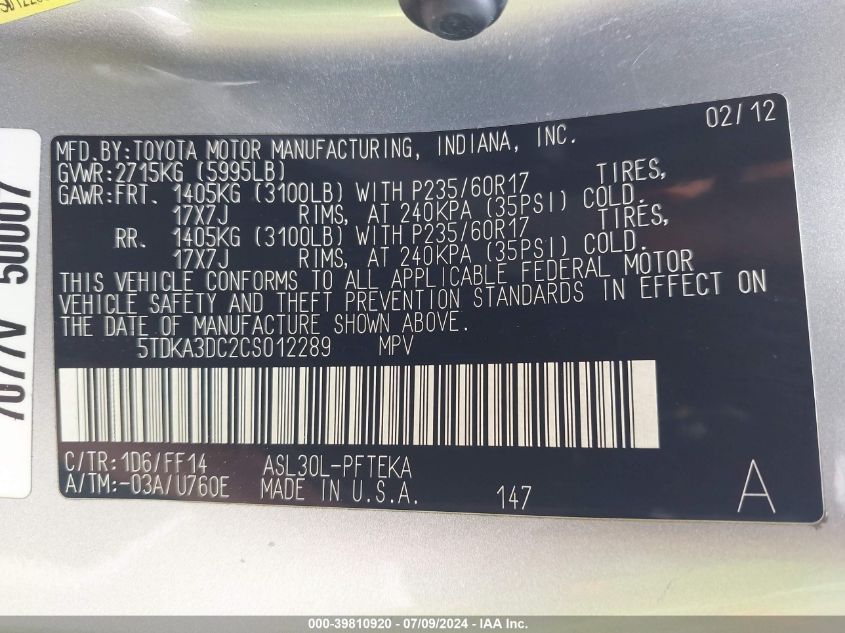 02/12
MFD.BY:TOYOTA MOTOR MANUFACTURING, INDIANA, INC.
GVWR:2715KG (5995LB)
GAWR:FRT. 1405KG (3100LB) WITH P235/60R17 TIRES,
17X7J RIMS, AT 240KPA (35PSI) COLD.
RR. 1405KG (3100LB) WITH P235/60R17 TIRES,
17X7J RIMS, AT 240KPA (35PSI) COLD.
THIS VEHICLE CONFORMS TO ALL APPLICABLE FEDERAL MOTOR
VEHICLE SAFETY AND THEFT PREVENTION STANDARDS IN EFFECT ON
THE DATE OF MANUFACTURE SHOWN ABOVE.
5TDKA3DC2CS012289 MPV
C/TR:1D6/FF14 ASL30L-PFTEKA
A/TM:-03A/U760E MADE IN U.S.A. 147 A
7077V 50007
000-39810920 - 07/09/2024 - IAA Inc.